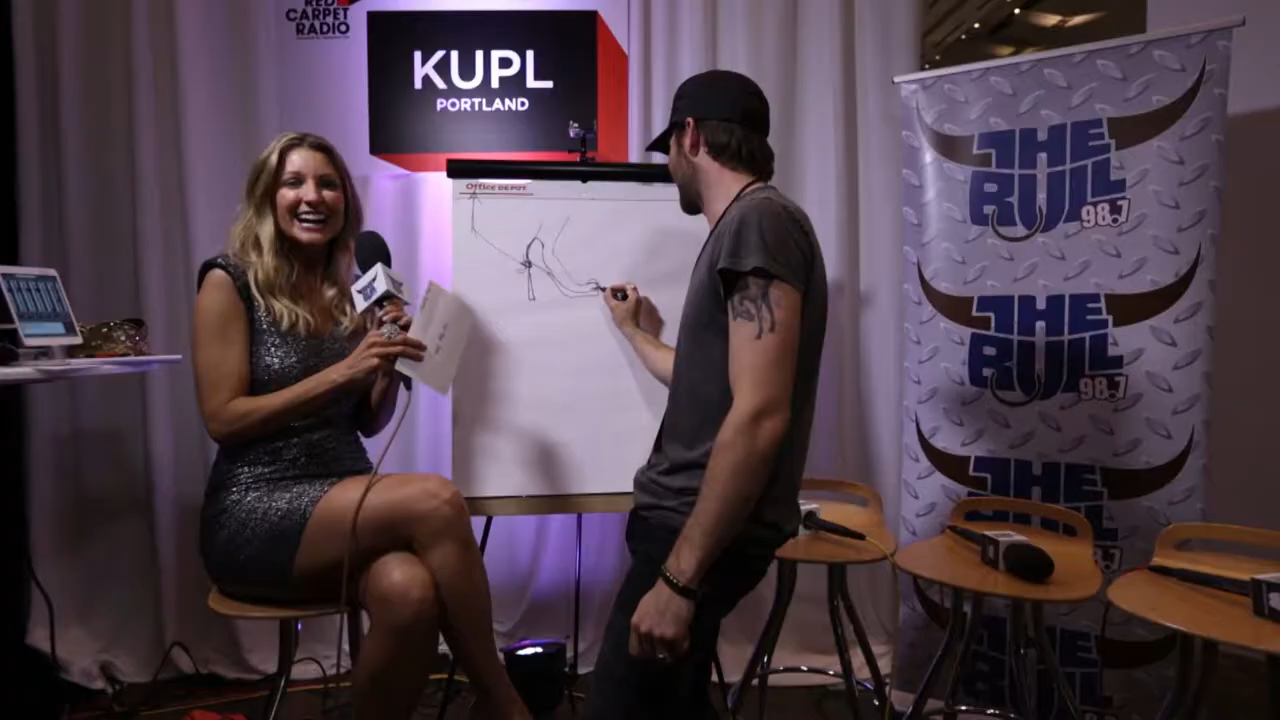 RED
CARPET
RADIO
KUPL
PORTLAND
Office DEPOT
THE
BULL
98.7
THE
BULL
98.7
THE
BULL